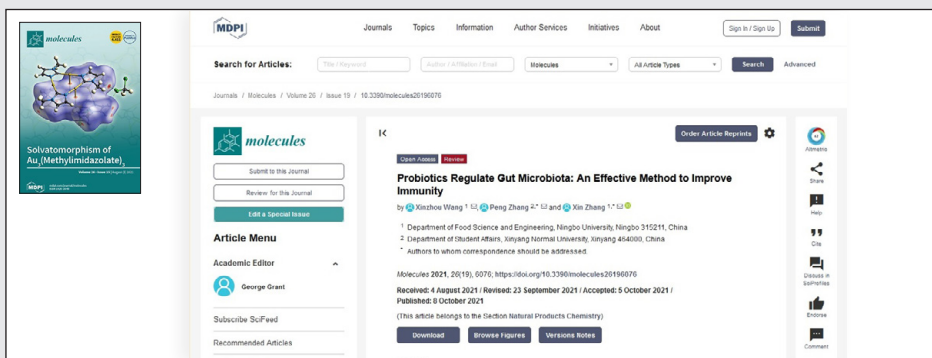 molecules
Solvatomorphism of
Au₂(Methylimidazolate)₂
MDPI
MDPI
Journals Topics Information Author Services Initiatives About
Sign In / Sign Up
Submit
Search for Articles:
Title / Keyword
Author / Affiliation / Email
Molecules
All Article Types
Search
Advanced
Journals / Molecules / Volume 26 / Issue 19 / 10.3390/molecules26196076
molecules
Submit to this Journal
Review for this Journal
Edit a Special Issue
Article Menu
Academic Editor
George Grant
Subscribe SciFeed
Recommended Articles
Order Article Reprints
Open Access Review
Probiotics Regulate Gut Microbiota: An Effective Method to Improve
Immunity
by Xinzhou Wang 1, Peng Zhang 2,* and Xin Zhang 1,*
1 Department of Food Science and Engineering, Ningbo University, Ningbo 315211, China
2 Department of Student Affairs, Xinyang Normal University, Xinyang 464000, China
* Authors to whom correspondence should be addressed.
Molecules 2021, 26(19), 6076; https://doi.org/10.3390/molecules26196076
Received: 4 August 2021 / Revised: 23 September 2021 / Accepted: 5 October 2021 /
Published: 8 October 2021
(This article belongs to the Section Natural Products Chemistry)
Download Browse Figures Versions Notes
Altmetric
Share
Help
Cite
Discuss in
SciProfiles
Endorse
Comment